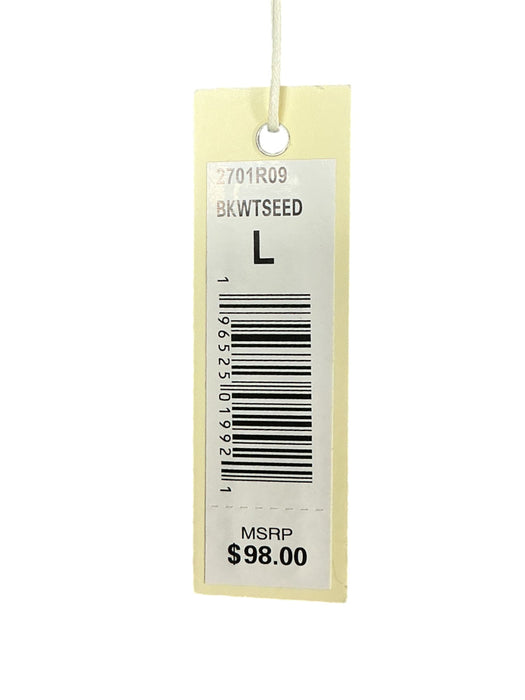 2701R09
BKWTSEED
L
1 96525 01992 1
MSRP
$98.00